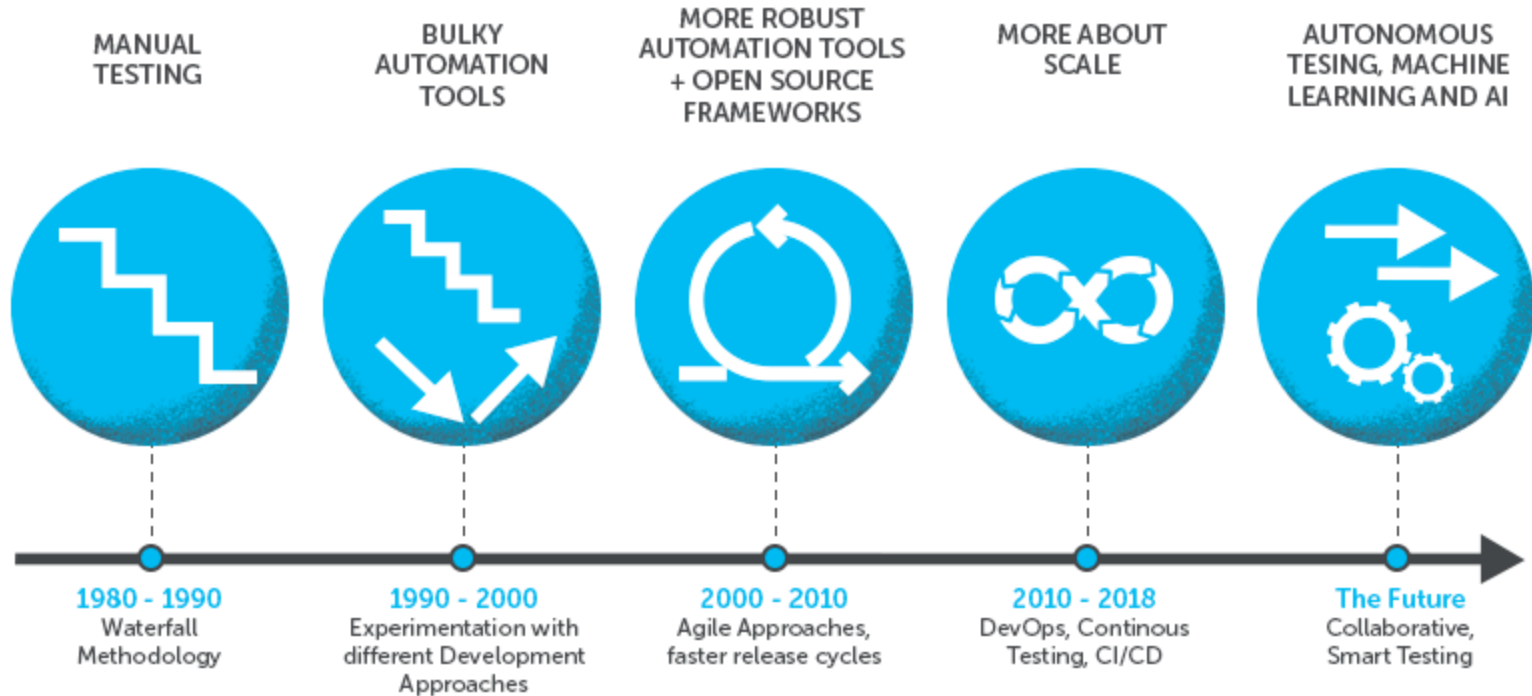 MANUAL
TESTING
BULKY
AUTOMATION
TOOLS
MORE ROBUST
AUTOMATION TOOLS
+ OPEN SOURCE
FRAMEWORKS
MORE ABOUT
SCALE
AUTONOMOUS
TESING, MACHINE
LEARNING AND AI
1980 - 1990
Waterfall
Methodology
1990 - 2000
Experimentation with
different Development
Approaches
2000 - 2010
Agile Approaches,
faster release cycles
2010 - 2018
DevOps, Continous
Testing, CI/CD
The Future
Collaborative,
Smart Testing